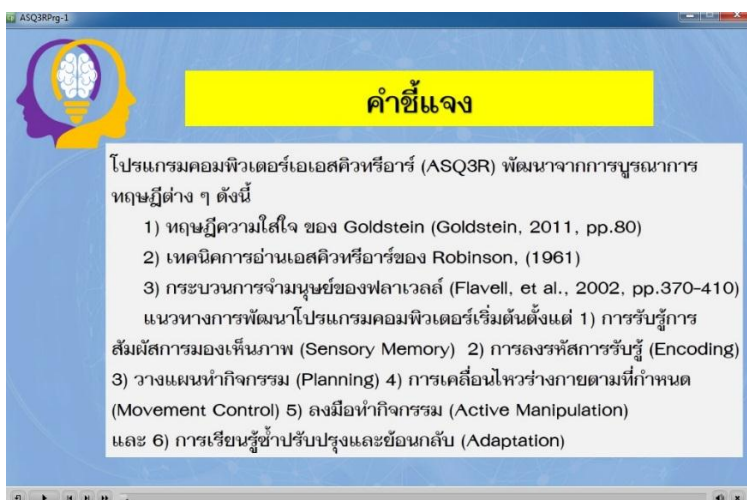 ASQ3RPrg-1
คำชี้แจง
โปรแกรมคอมพิวเตอร์เอเอสคิวทรีอาร์ (ASQ3R) พัฒนาจากการบูรณาการ
ทฤษฎีต่าง ๆ ดังนี้
1) ทฤษฎีความใส่ใจ ของ Goldstein (Goldstein, 2011, pp.80)
2) เทคนิคการอ่านเอสคิวทรีอาร์ของ Robinson, (1961)
3) กระบวนการจำมนุษย์ของฟลาเวลล์ (Flavell, et al., 2002, pp.370-410)
แนวทางการพัฒนาโปรแกรมคอมพิวเตอร์เริ่มต้นตั้งแต่ 1) การรับรู้การ
สัมผัสการมองเห็นภาพ (Sensory Memory) 2) การลงรหัสการรับรู้ (Encoding)
3) วางแผนทำกิจกรรม (Planning) 4) การเคลื่อนไหวร่างกายตามที่กำหนด
(Movement Control) 5) ลงมือทำกิจกรรม (Active Manipulation)
และ 6) การเรียนรู้ซ้ำปรับปรุงและย้อนกลับ (Adaptation)